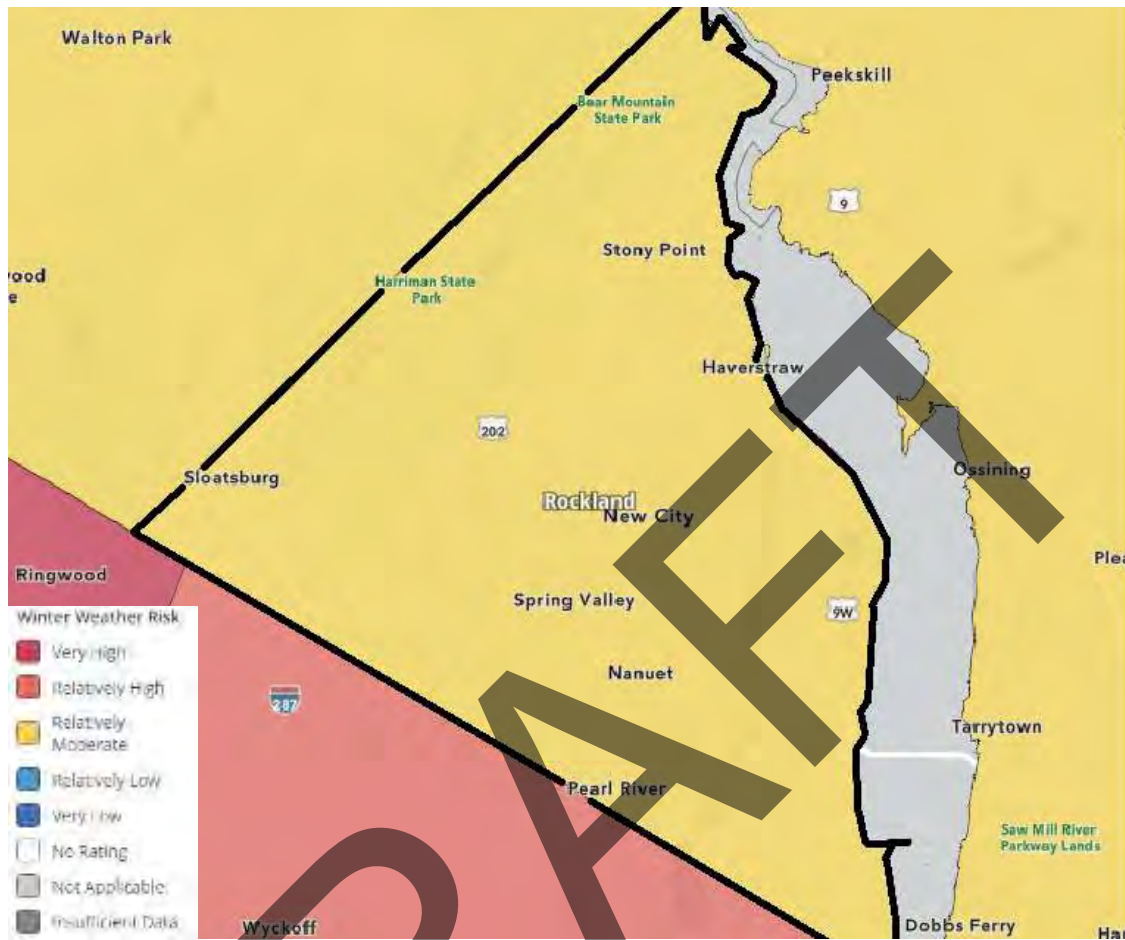 Walton Park
Peekskill
Bear Mountain
State Park
9
Stony Point
wood
e
Harriman State
Park
Haverstraw
202
Ossining
Sloatsburg
Rockland
New City
Plea
Ringwood
Spring Valley
9W
Winter Weather Risk
Very High
Relatively High
Relatively
Moderate
Relatively Low
Very Low
No Rating
Not Applicable
Insufficient Data
Nanuet
287
Tarrytown
Pearl River
Saw Mill River
Parkway Lands
Wyckoff
Dobbs Ferry
Har
DRAFT